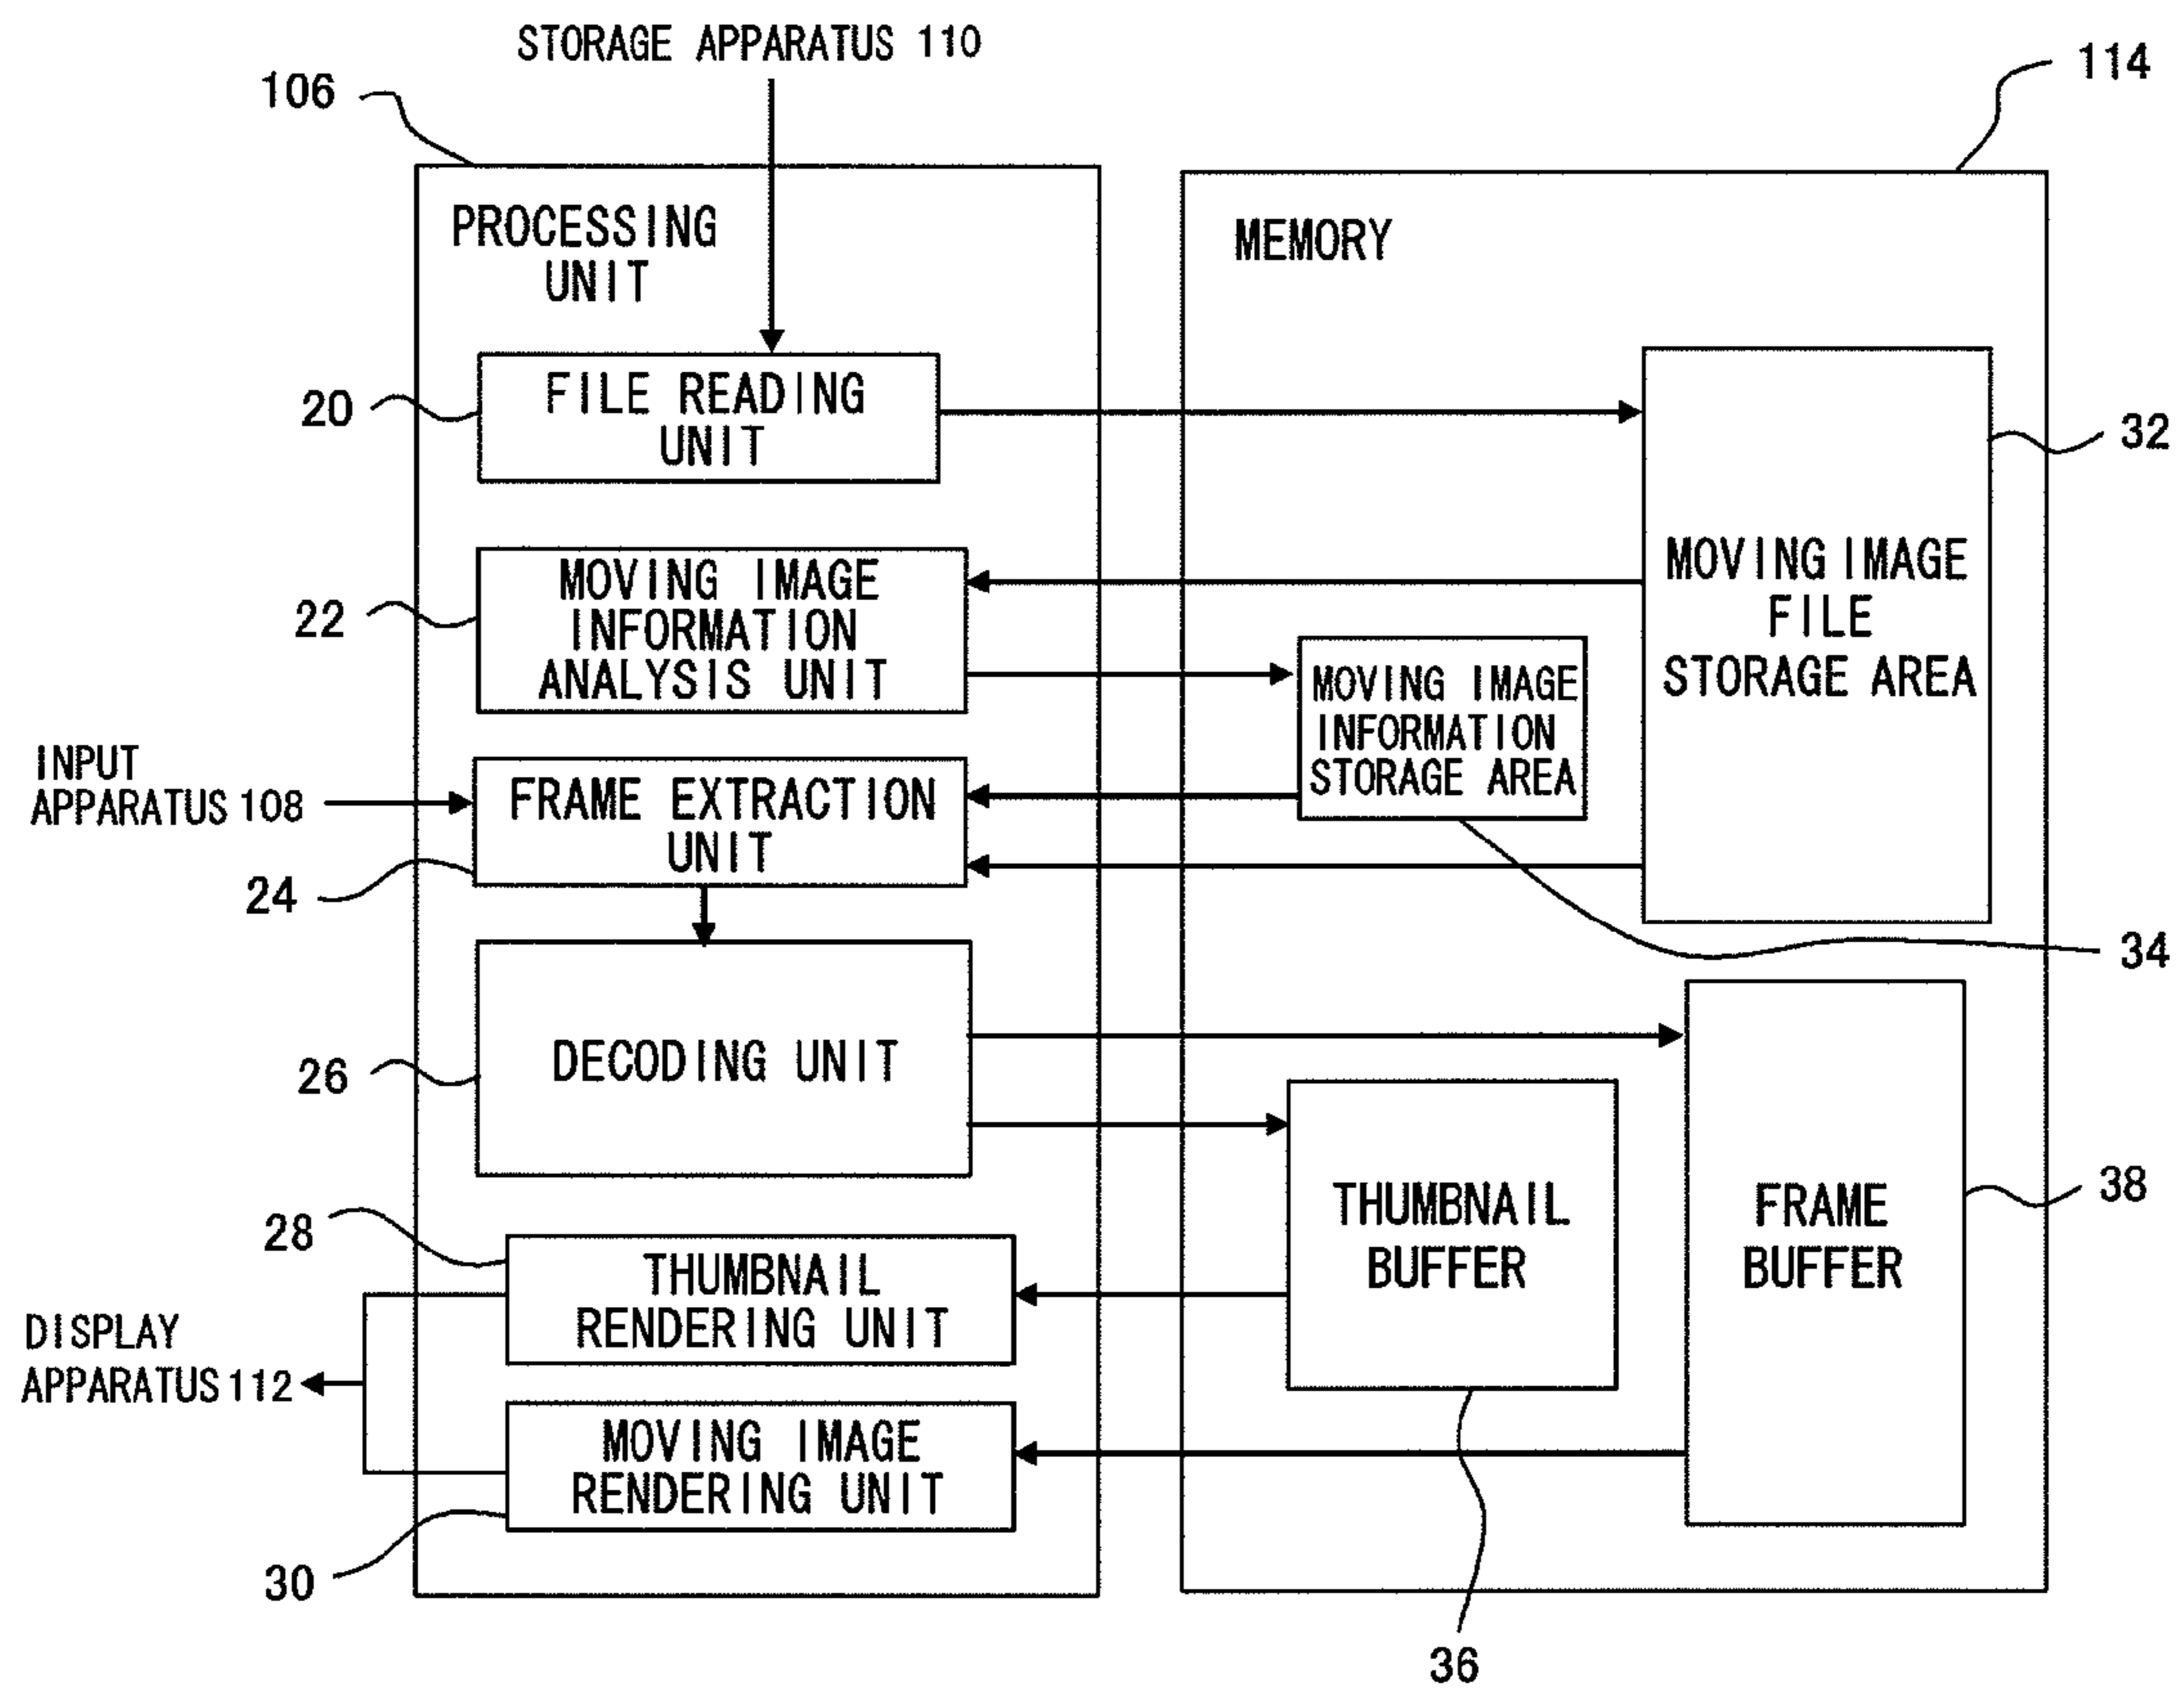 STORAGE APPARATUS 110
106
114
PROCESSING
UNIT
MEMORY
20
FILE READING
UNIT
32
MOVING IMAGE
FILE
STORAGE AREA
22
MOVING IMAGE
INFORMATION
ANALYSIS UNIT
MOVING IMAGE
INFORMATION
STORAGE AREA
INPUT
APPARATUS 108
FRAME EXTRACTION
UNIT
24
34
26
DECODING UNIT
THUMBNAIL
BUFFER
FRAME
BUFFER
38
28
THUMBNAIL
RENDERING UNIT
DISPLAY
APPARATUS 112
MOVING IMAGE
RENDERING UNIT
30
36